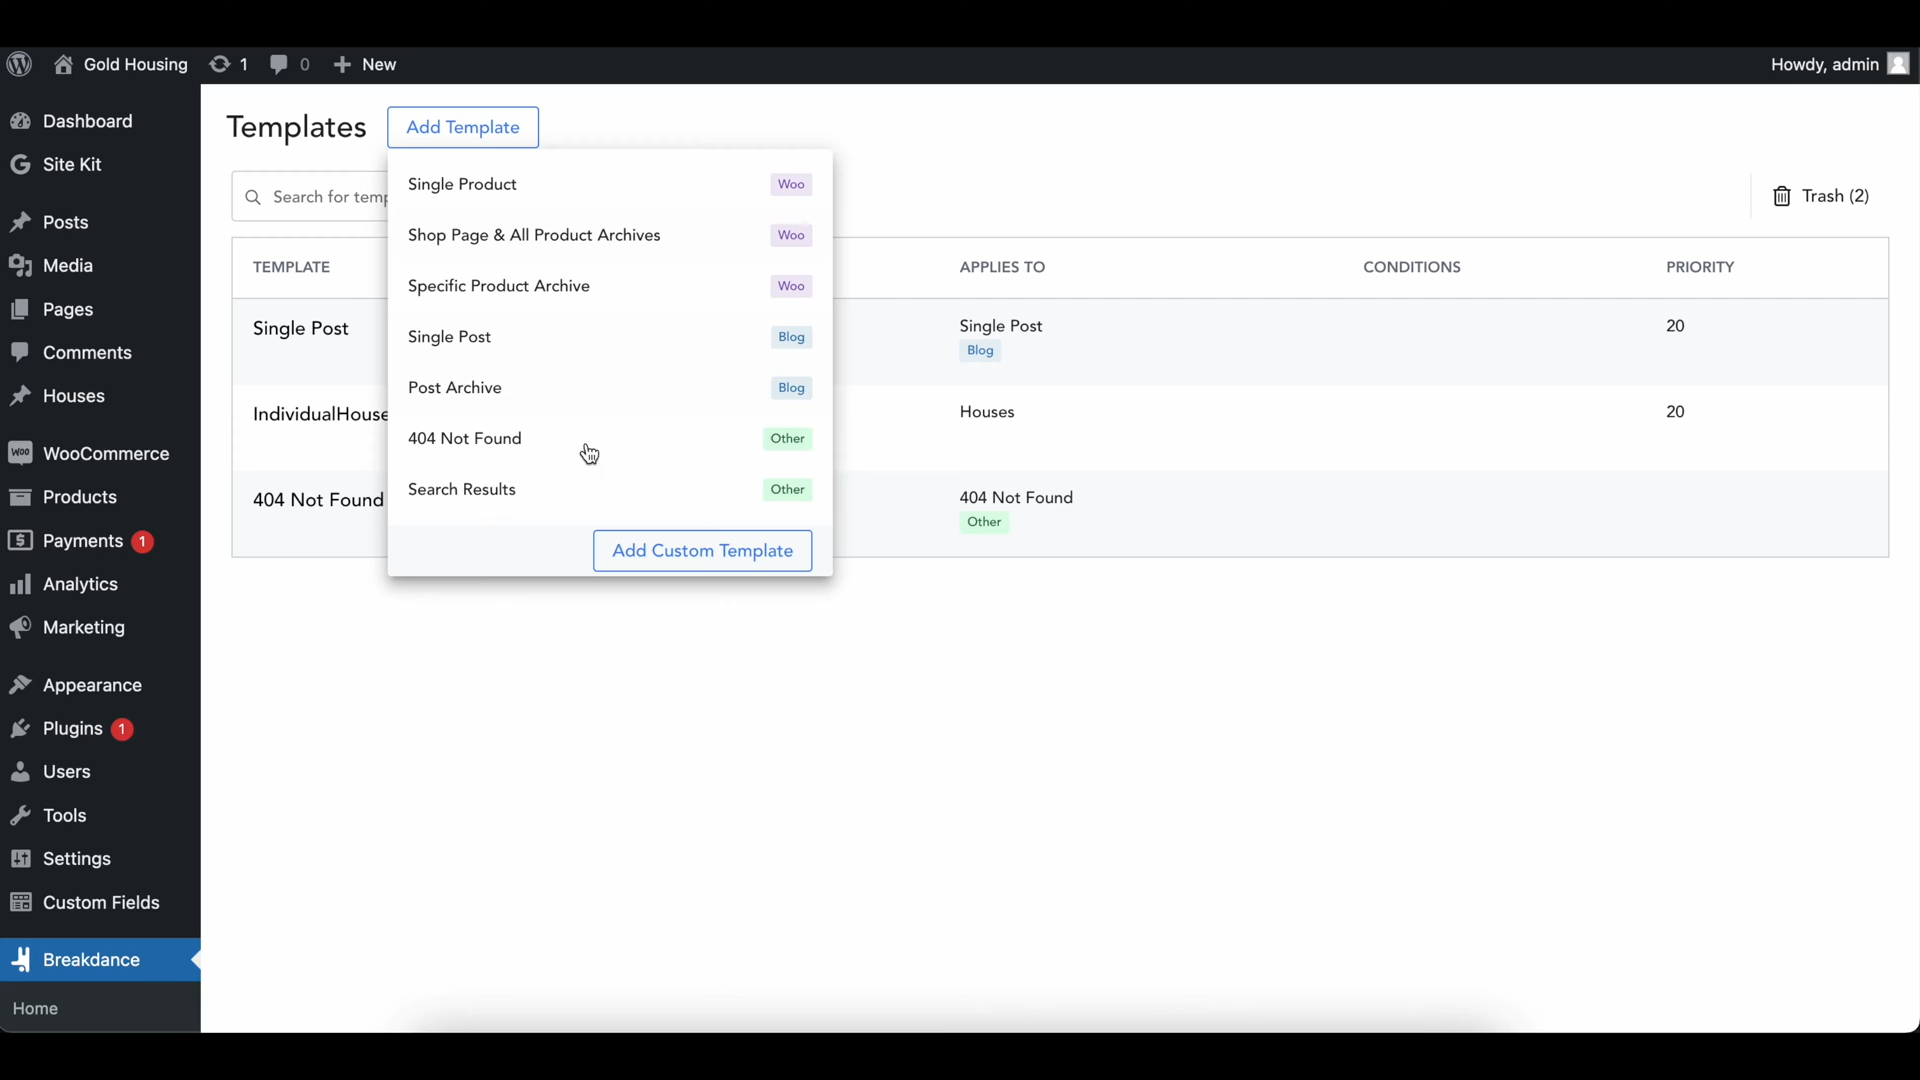 Gold Housing 1 0 + New Howdy, admin
Dashboard
Site Kit
Posts
Media
Pages
Comments
Houses
WooCommerce
Products
Payments 1
Analytics
Marketing
Appearance
Plugins 1
Users
Tools
Settings
Custom Fields
Breakdance
Home
Templates Add Template
Search for temp
Trash (2)
Single Product Woo
Shop Page & All Product Archives Woo
Specific Product Archive Woo
Single Post Blog
Post Archive Blog
404 Not Found Other
Search Results Other
Add Custom Template
TEMPLATE APPLIES TO CONDITIONS PRIORITY
Single Post Single Post 20
Blog
IndividualHouse Houses 20
404 Not Found 404 Not Found
Other